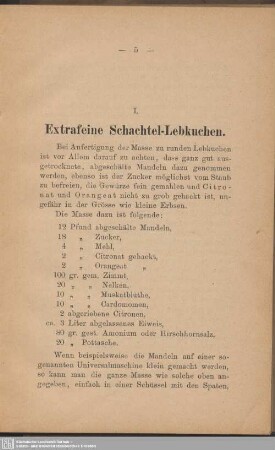 — 5 —
I.
Extrafeine Schachtel-Lebkuchen.
Bei Anfertigung der Masse zu runden Lebkuchen
ist vor Allem darauf zu achten, dass ganz gut aus-
getrocknete, abgeschälte Mandeln dazu genommen
werden, ebenso ist der Zucker möglichst vom Staub
zu befreien, die Gewürze fein gemahlen und Citro-
nat und Orangeat nicht zu grob gehackt ist, un-
gefähr in der Grösse wie kleine Erbsen.
Die Masse dazu ist folgende:
12 Pfund abgeschälte Mandeln,
18 „ Zucker,
4 „ Mehl,
2 „ Citronat gehackt,
2 „ Orangeat „
100 gr. gem. Zimmt,
20 „ „ Nelken,
10 „ „ Muskatblüthe,
10 „ „ Cardomomen,
2 abgeriebene Citronen,
ca. 3 Liter abgelassenes Eiweis,
80 gr. gest. Amonium oder Hirschhornsalz,
20 „ Pottasche.
Wenn beispielsweise die Mandeln auf einer so-
genannten Universalmaschine klein gemacht werden,
so kann man die ganze Masse wie solche oben an-
gegeben, einfach in einer Schüssel mit den Spaten,